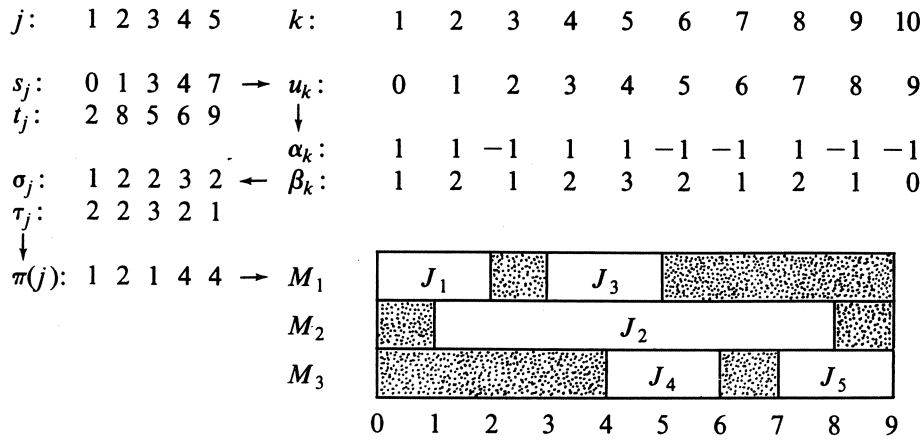 j: 1 2 3 4 5 k: 1 2 3 4 5 6 7 8 9 10
s_j: 0 1 3 4 7 → u_k: 0 1 2 3 4 5 6 7 8 9
t_j: 2 8 5 6 9 ↓
α_k: 1 1 −1 1 1 −1 −1 1 −1 −1
σ_j: 1 2 2 3 2 ← β_k: 1 2 1 2 3 2 1 2 1 0
τ_j: 2 2 3 2 1
↓
π(j): 1 2 1 4 4 → M_1 J_1 J_3
M_2 J_2
M_3 J_4 J_5
0 1 2 3 4 5 6 7 8 9